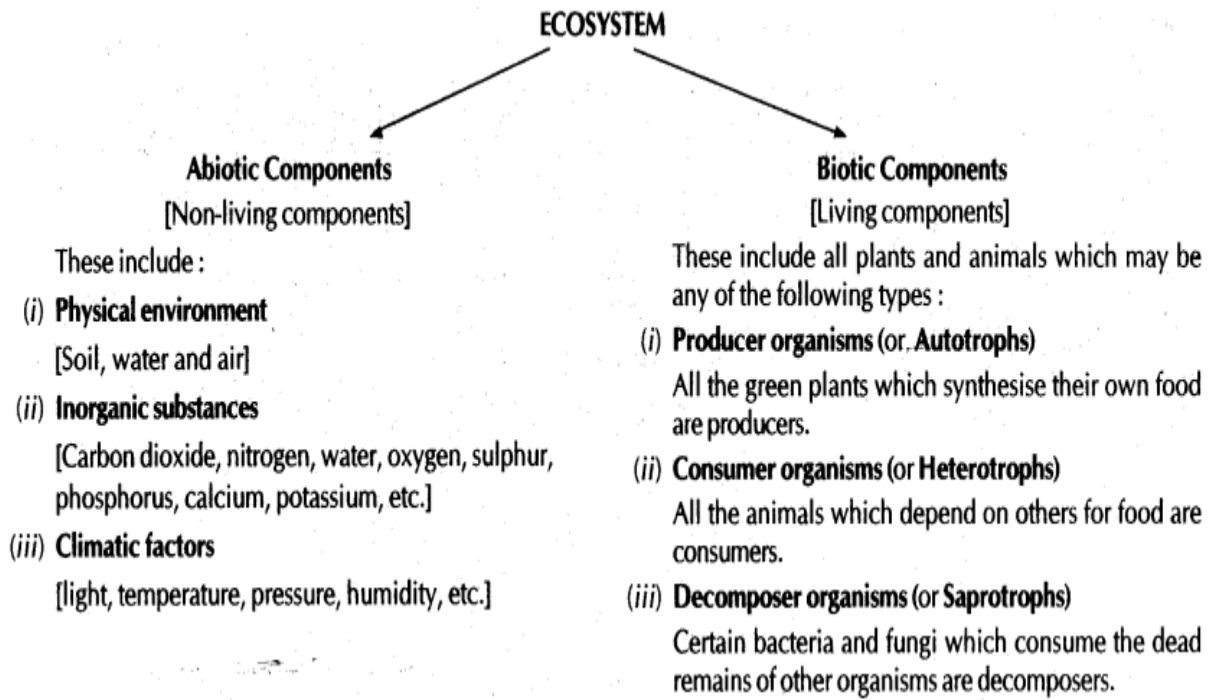 ECOSYSTEM
Abiotic Components
[Non-living components]
These include :
(i) Physical environment
[Soil, water and air]
(ii) Inorganic substances
[Carbon dioxide, nitrogen, water, oxygen, sulphur,
phosphorus, calcium, potassium, etc.]
(iii) Climatic factors
[light, temperature, pressure, humidity, etc.]
Biotic Components
[Living components]
These include all plants and animals which may be
any of the following types :
(i) Producer organisms (or Autotrophs)
All the green plants which synthesise their own food
are producers.
(ii) Consumer organisms (or Heterotrophs)
All the animals which depend on others for food are
consumers.
(iii) Decomposer organisms (or Saprotrophs)
Certain bacteria and fungi which consume the dead
remains of other organisms are decomposers.